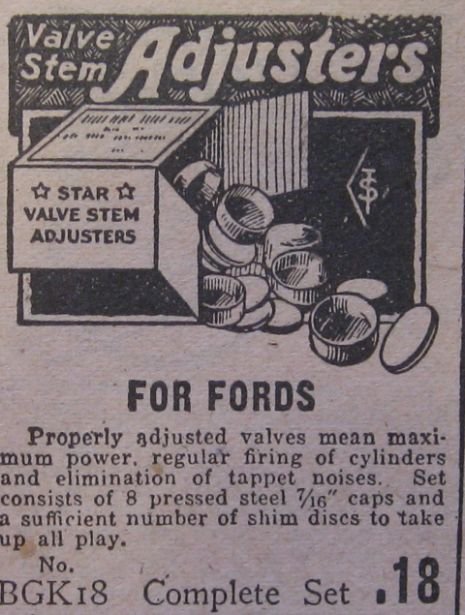 Valve Stem Adjusters
☆ STAR ☆
VALVE STEM
ADJUSTERS
FOR FORDS
Properly adjusted valves mean maxi-
mum power, regular firing of cylinders
and elimination of tappet noises. Set
consists of 8 pressed steel 7/16" caps and
a sufficient number of shim discs to take
up all play.
No.
BGK18 Complete Set .18